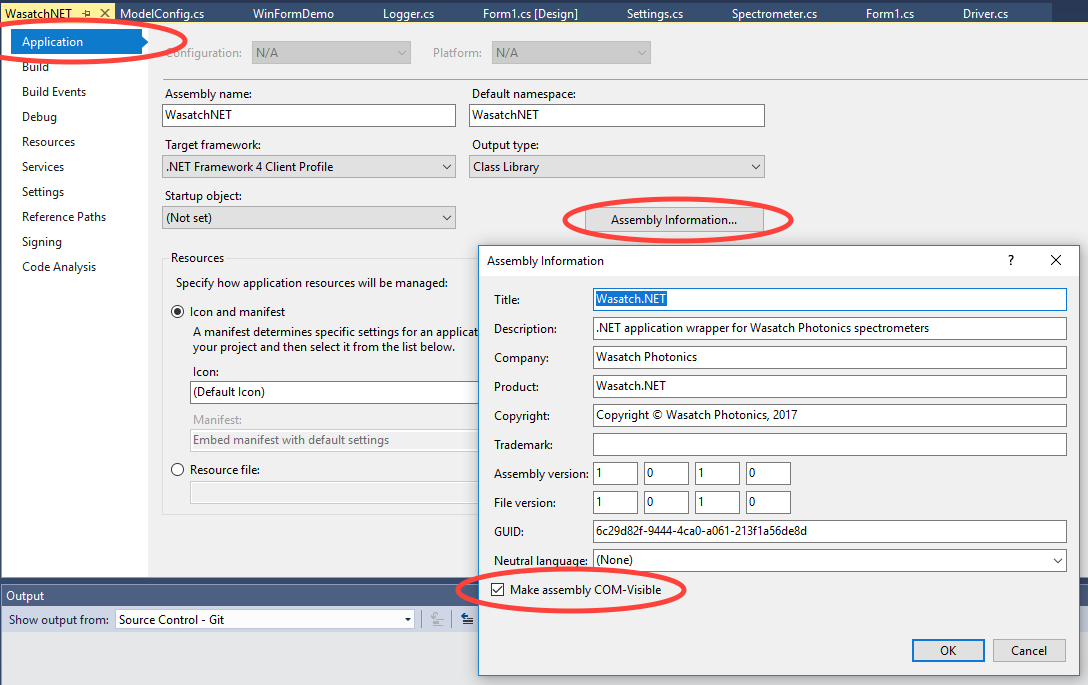 WasatchNET
ModelConfig.cs
WinFormDemo
Logger.cs
Form1.cs [Design]
Settings.cs
Spectrometer.cs
Form1.cs
Driver.cs
Application
Build
Build Events
Debug
Resources
Services
Settings
Reference Paths
Signing
Code Analysis
Configuration: N/A
Platform: N/A
Assembly name:
WasatchNET
Default namespace:
WasatchNET
Target framework:
.NET Framework 4 Client Profile
Output type:
Class Library
Startup object:
(Not set)
Assembly Information...
Resources
Specify how application resources will be managed:
Icon and manifest
A manifest determines specific settings for an applicat
your project and then select it from the list below.
Icon:
(Default Icon)
Manifest:
Embed manifest with default settings
Resource file:
Assembly Information
?
Title: Wasatch.NET
Description: .NET application wrapper for Wasatch Photonics spectrometers
Company: Wasatch Photonics
Product: Wasatch.NET
Copyright: Copyright © Wasatch Photonics, 2017
Trademark:
Assembly version: 1 0 1 0
File version: 1 0 1 0
GUID: 6c29d82f-9444-4ca0-a061-213f1a56de8d
Neutral language: (None)
Make assembly COM-Visible
OK Cancel
Output
Show output from: Source Control - Git